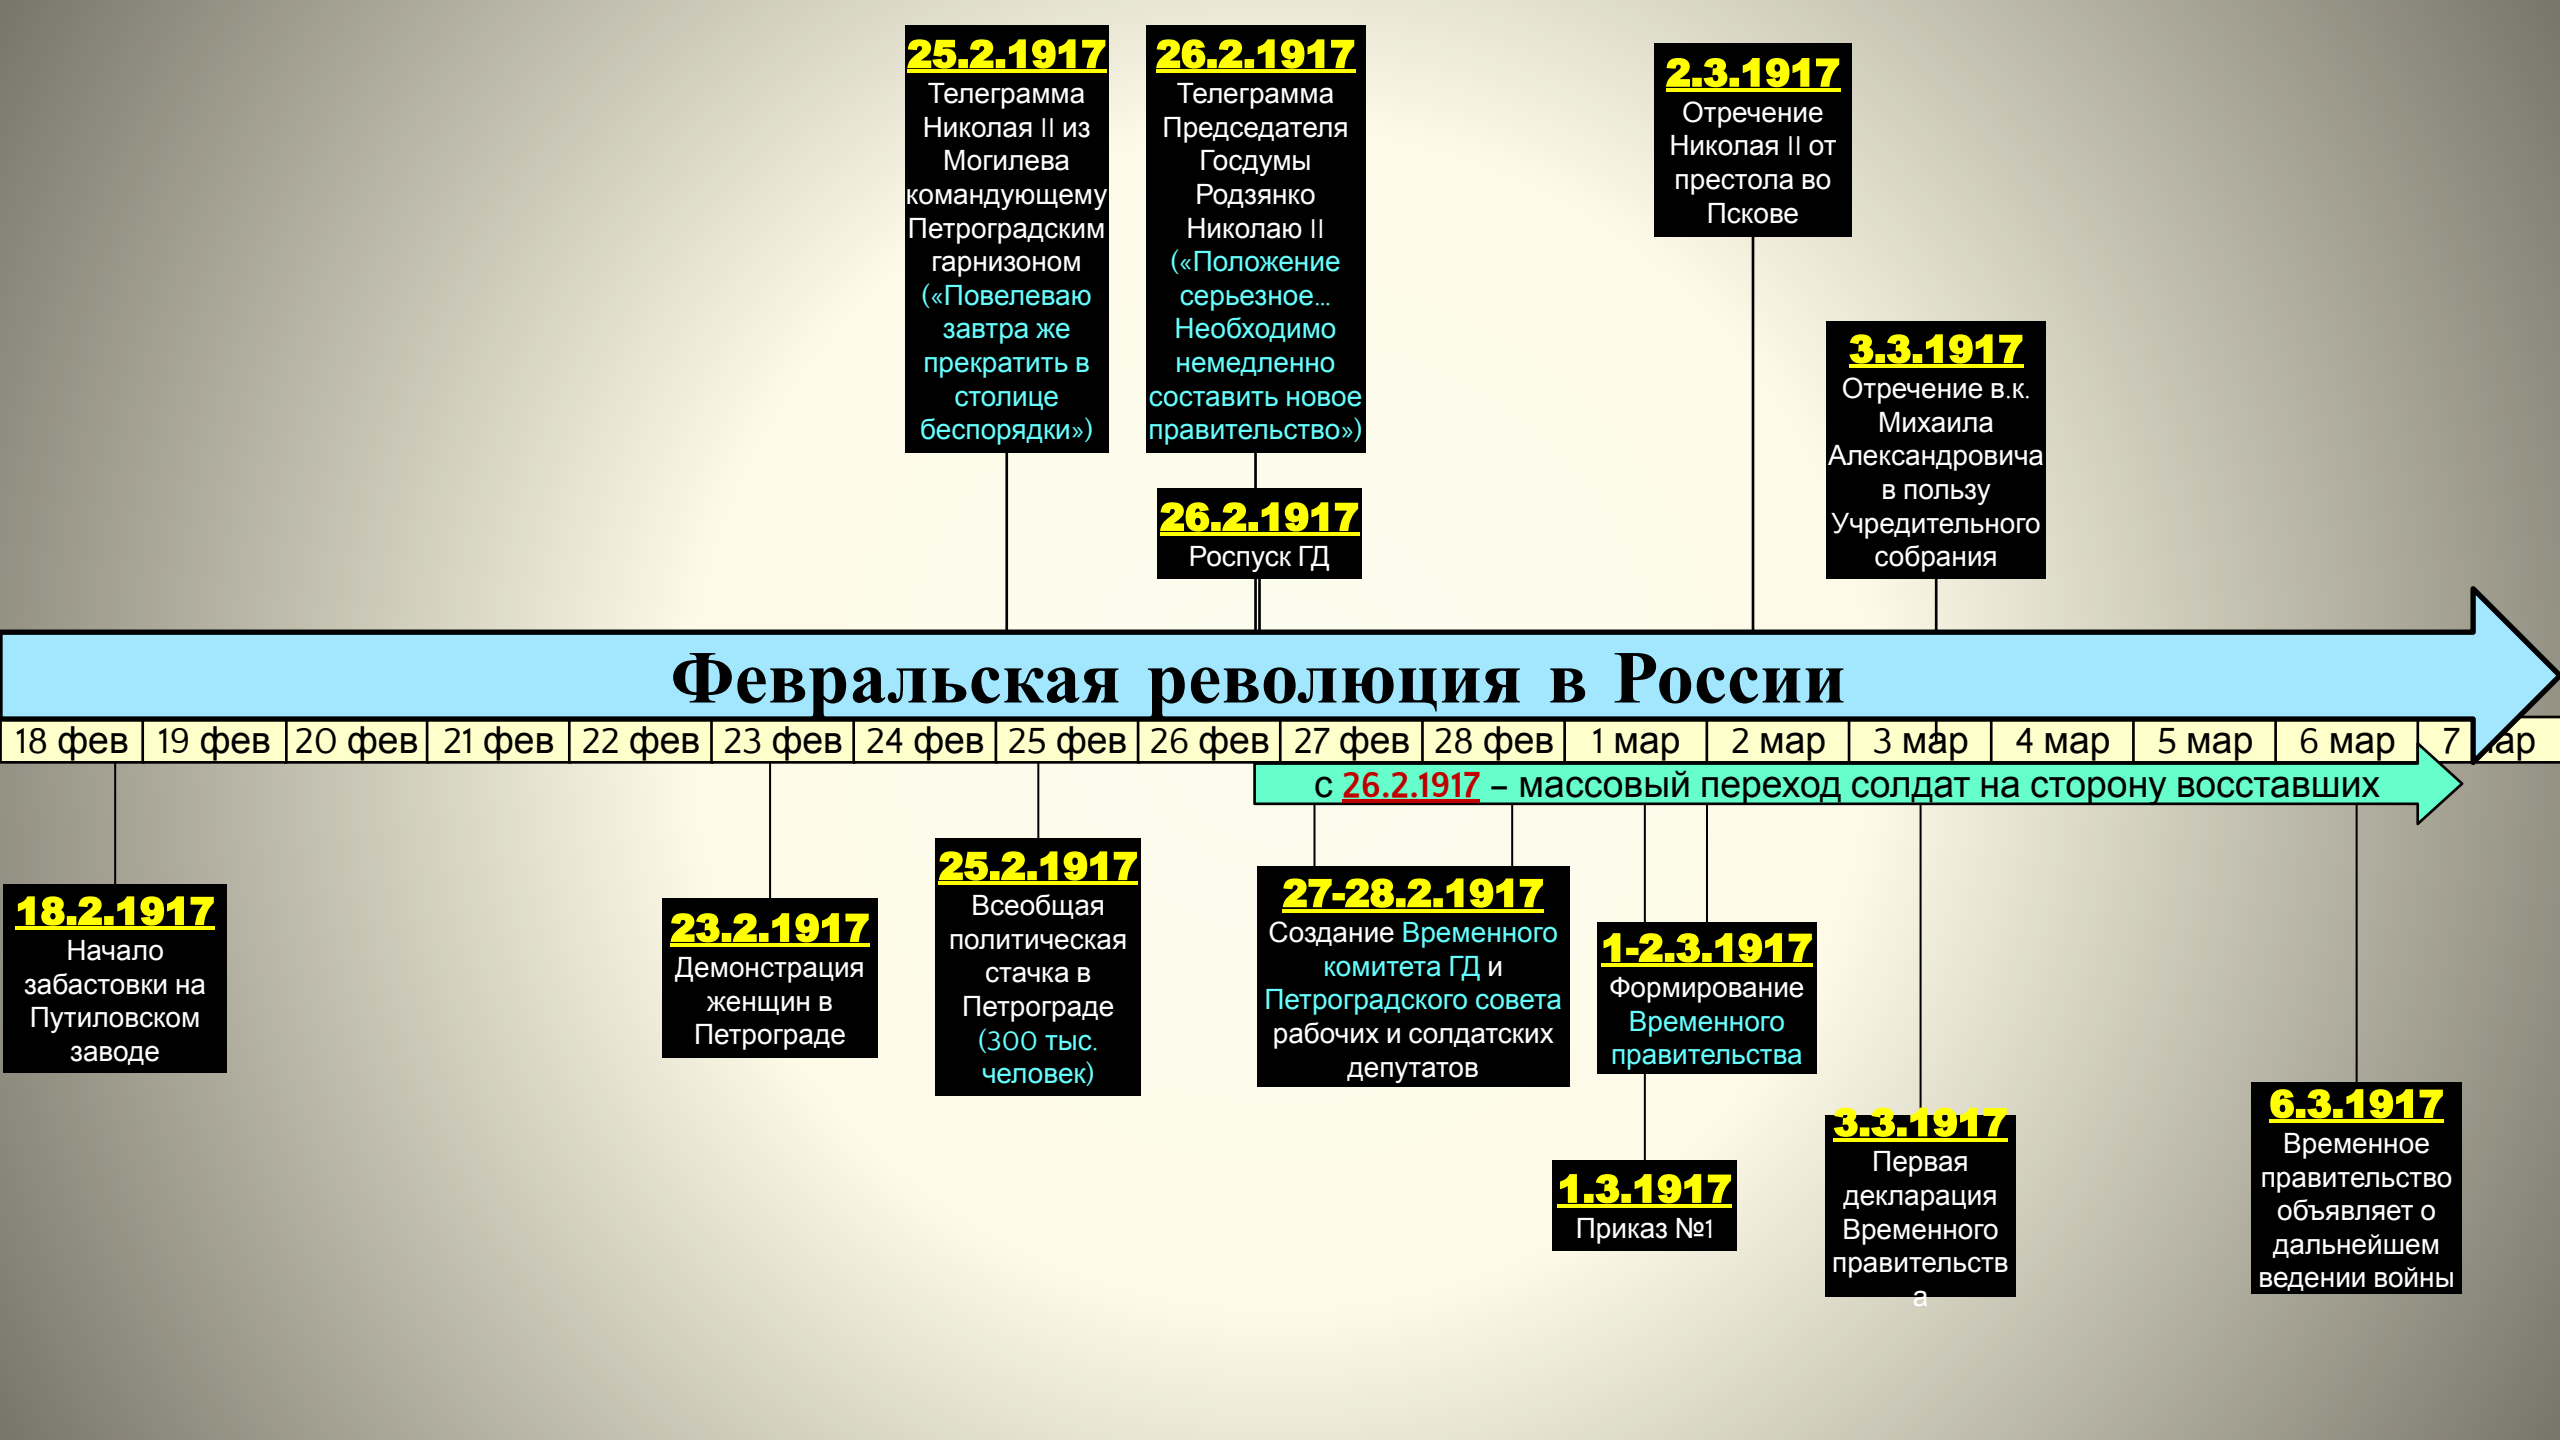 25.2.1917
Телеграмма
Николая II из
Могилева
командующему
Петроградским
гарнизоном
(«Повелеваю
завтра же
прекратить в
столице
беспорядки»)
26.2.1917
Телеграмма
Председателя
Госдумы
Родзянко
Николаю II
(«Положение
серьезное...
Необходимо
немедленно
составить новое
правительство»)
26.2.1917
Роспуск ГД
2.3.1917
Отречение
Николая II от
престола во
Пскове
3.3.1917
Отречение в.к.
Михаила
Александровича
в пользу
Учредительного
собрания
Февральская революция в России
18 фев 19 фев 20 фев 21 фев 22 фев 23 фев 24 фев 25 фев 26 фев 27 фев 28 фев 1 мар 2 мар 3 мар 4 мар 5 мар 6 мар 7 мар
с 26.2.1917 – массовый переход солдат на сторону восставших
18.2.1917
Начало
забастовки на
Путиловском
заводе
23.2.1917
Демонстрация
женщин в
Петрограде
25.2.1917
Всеобщая
политическая
стачка в
Петрограде
(300 тыс.
человек)
27-28.2.1917
Создание Временного
комитета ГД и
Петроградского совета
рабочих и солдатских
депутатов
1-2.3.1917
Формирование
Временного
правительства
1.3.1917
Приказ №1
3.3.1917
Первая
декларация
Временного
правительств
а
6.3.1917
Временное
правительство
объявляет о
дальнейшем
ведении войны